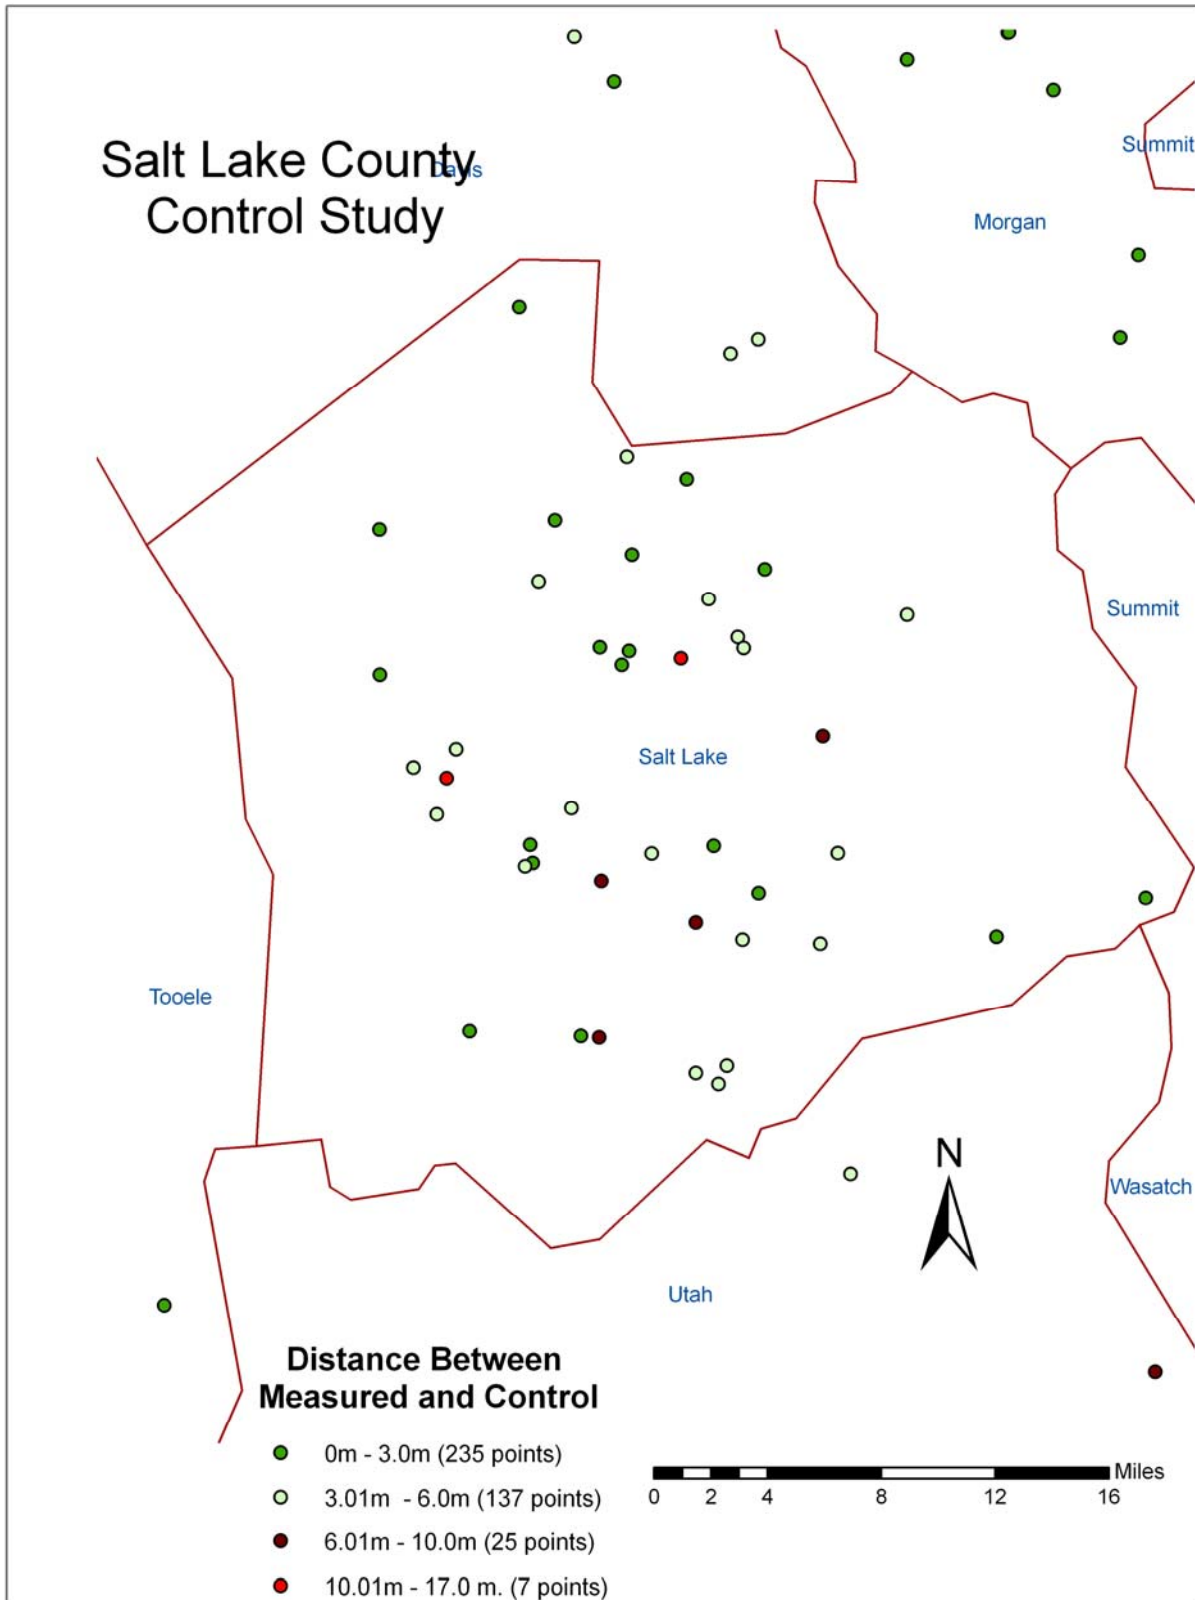 Salt Lake County
Control Study
Davis
Summit
Morgan
Summit
Salt Lake
Tooele
N
Wasatch
Utah
Distance Between
Measured and Control
0m - 3.0m (235 points)
3.01m - 6.0m (137 points)
6.01m - 10.0m (25 points)
10.01m - 17.0 m. (7 points)
Miles
0 2 4 8 12 16